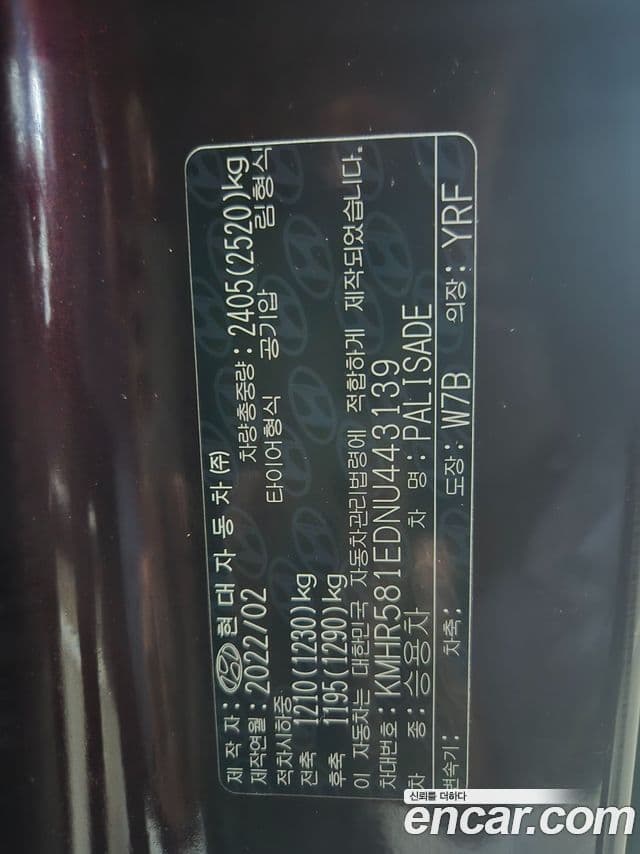 제 작 자: 현 대 자 동 차 (주)
제작연월: 2022/02 차량총중량: 2405(2520)kg
적차시하중 타이어형식 공기압 림형식
전축 1210(1230)kg
후축 1195(1290)kg
이 자동차는 대한민국 자동차관리법령에 적합하게 제작되었습니다.
차대번호: KMHR581EDNU443139
차 종: 승용차 차 명: PALISADE
변속기: 차축: 도장: W7B 의장: YRF
신뢰를 더하다
encar.com